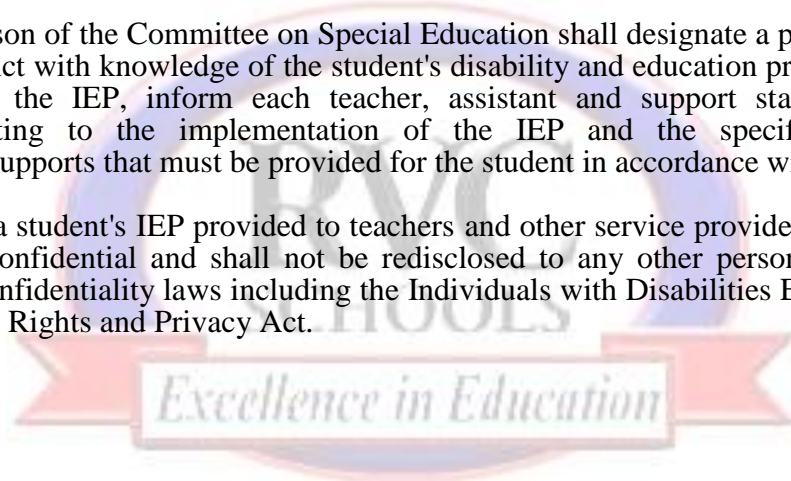 son of the Committee on Special Education shall designate a p
ct with knowledge of the student's disability and education pr
the IEP, inform each teacher, assistant and support sta
ting to the implementation of the IEP and the specif
upports that must be provided for the student in accordance wi
a student's IEP provided to teachers and other service provide
onfidential and shall not be redisclosed to any other person
nfidentiality laws including the Individuals with Disabilities E
Rights and Privacy Act.
RVC
SCHOOLS
Excellence in Education